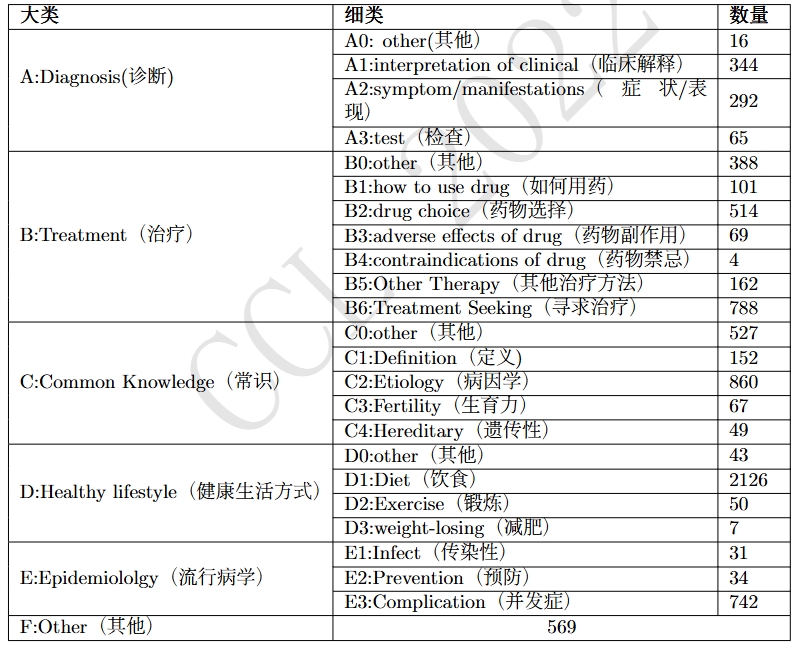 大类 细类 数量
A:Diagnosis(诊断) A0: other(其他） 16
A1:interpretation of clinical（临床解释） 344
A2:symptom/manifestations（ 症 状/表
现） 292
A3:test（检查） 65
B:Treatment（治疗） B0:other（其他） 388
B1:how to use drug（如何用药） 101
B2:drug choice（药物选择） 514
B3:adverse effects of drug（药物副作用） 69
B4:contraindications of drug（药物禁忌） 4
B5:Other Therapy（其他治疗方法） 162
B6:Treatment Seeking（寻求治疗） 788
C:Common Knowledge（常识） C0:other（其他） 527
C1:Definition（定义) 152
C2:Etiology（病因学） 860
C3:Fertility（生育力） 67
C4:Hereditary（遗传性） 49
D:Healthy lifestyle（健康生活方式） D0:other（其他） 43
D1:Diet（饮食） 2126
D2:Exercise（锻炼） 50
D3:weight-losing（减肥） 7
E:Epidemiololgy（流行病学） E1:Infect（传染性） 31
E2:Prevention（预防） 34
E3:Complication（并发症） 742
F:Other（其他） 569
CCL 2022